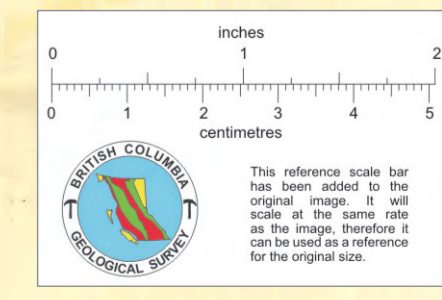 inches
0 1 2
0 1 2 3 4 5
centimetres
BRITISH COLUMBIA
GEOLOGICAL SURVEY
This reference scale bar
has been added to the
original image. It will
scale at the same rate
as the image, therefore it
can be used as a reference
for the original size.